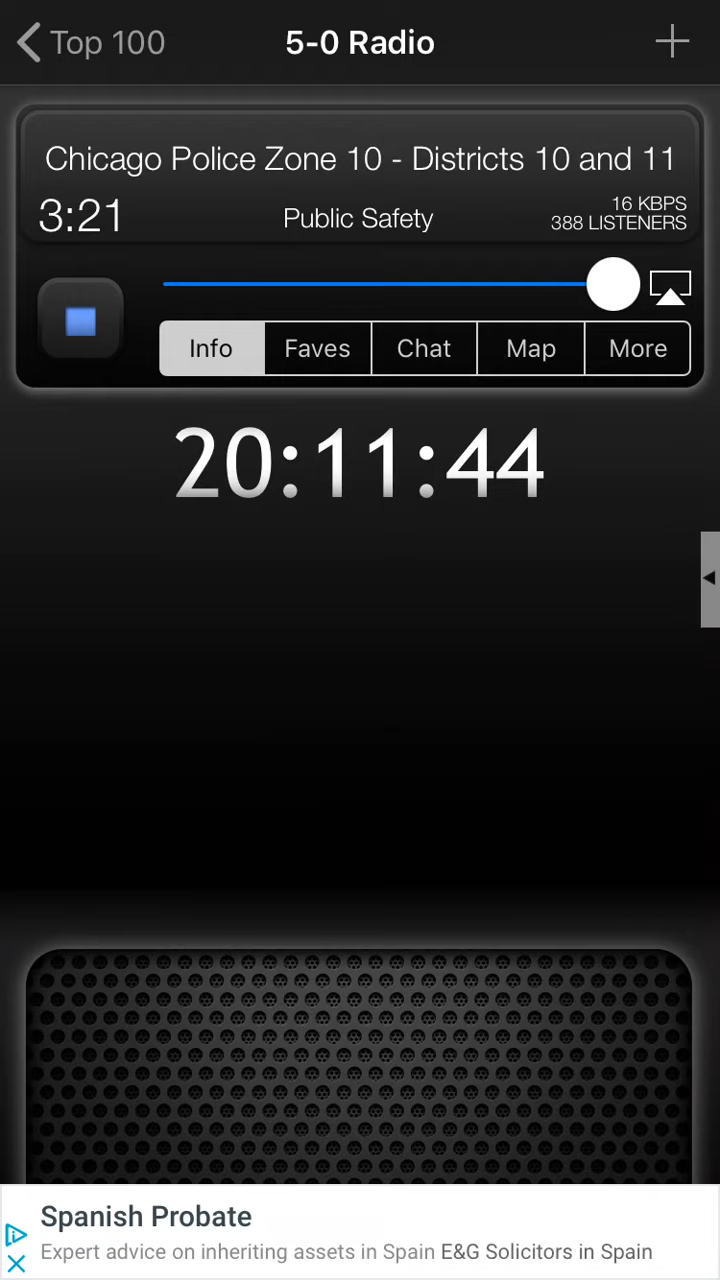 Top 100
5-0 Radio
Chicago Police Zone 10 - Districts 10 and 11
3:21
Public Safety
16 KBPS
388 LISTENERS
Info
Faves
Chat
Map
More
20:11:44
Spanish Probate
Expert advice on inheriting assets in Spain E&G Solicitors in Spain